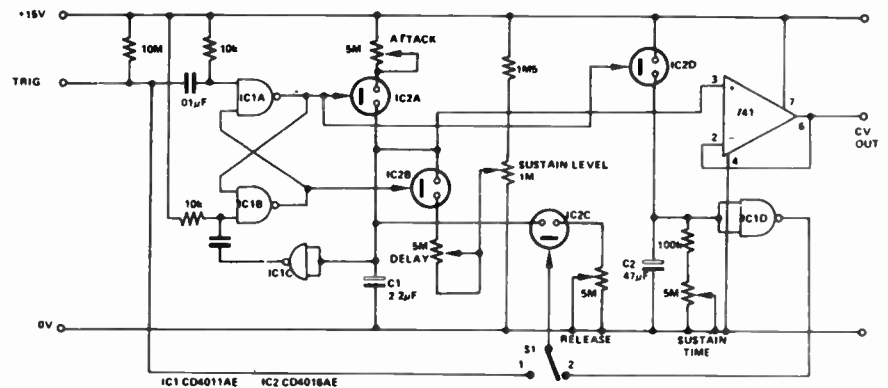 +15V
10M
10k
5M
ATTACK
1M5
IC2D
TRIG
01µF
IC1A
IC2A
3
+
741
7
6
CV
OUT
2
−
4
IC2B
SUSTAIN LEVEL
1M
10k
IC1B
IC2C
IC1D
5M
DELAY
100k
IC1C
C1
2 2µF
5M
C2
47µF
5M
0V
RELEASE
SUSTAIN
TIME
S1
1
2
IC1 CD4011AE IC2 CD4016AE